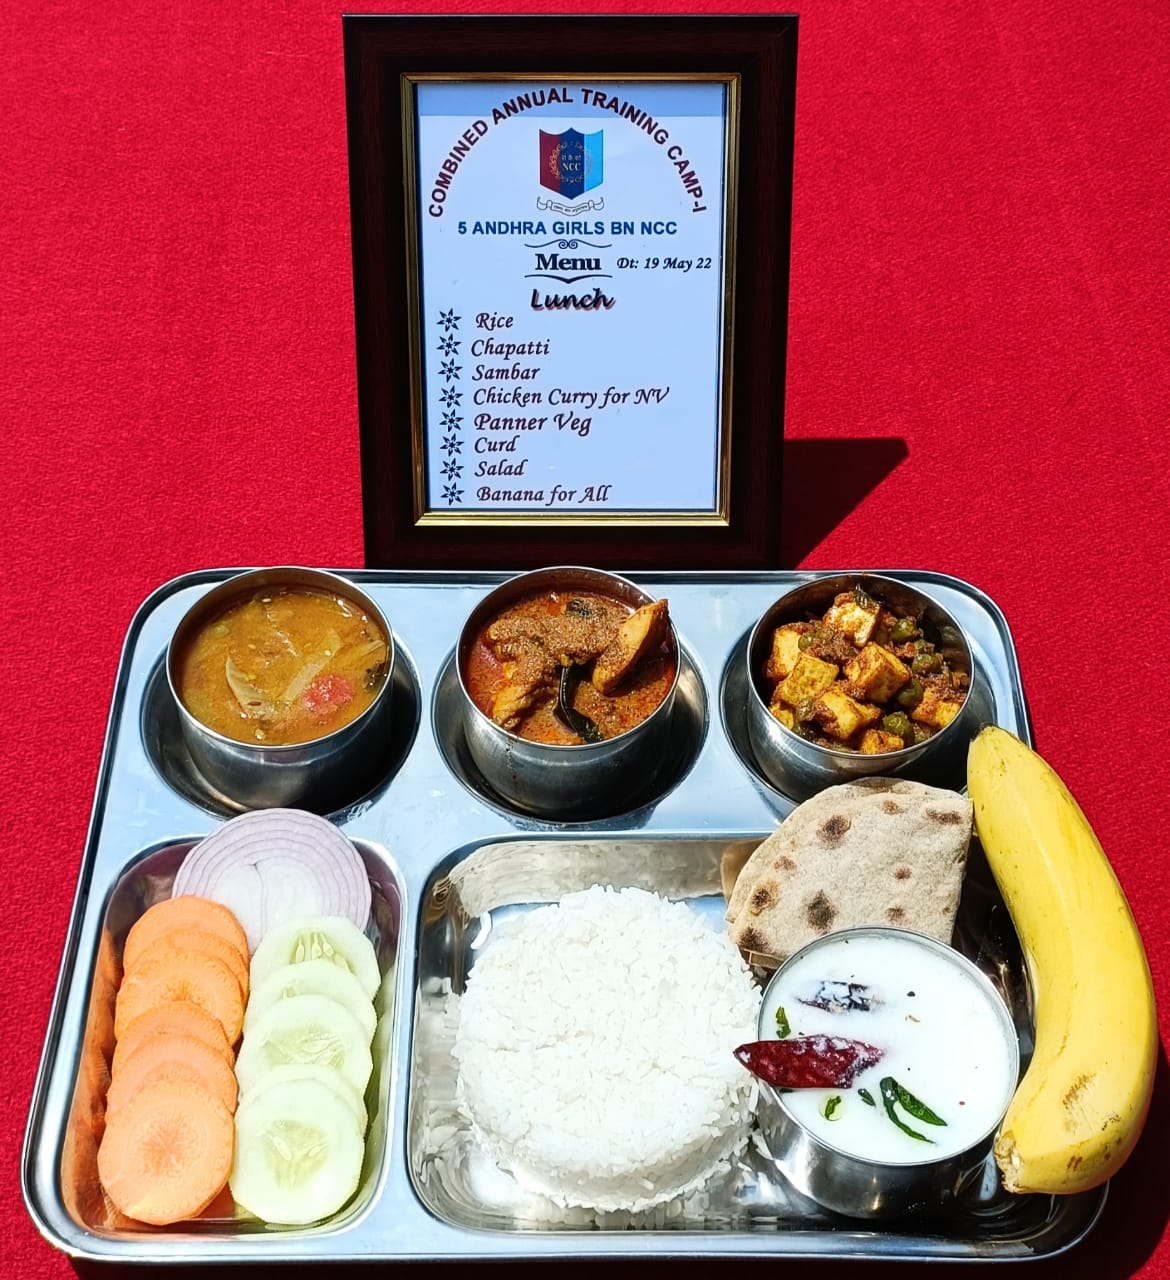 COMBINED ANNUAL TRAINING CAMP-I
NCC
5 ANDHRA GIRLS BN NCC
Menu Dt: 19 May 22
Lunch
Rice
Chapatti
Sambar
Chicken Curry for NV
Panner Veg
Curd
Salad
Banana for All